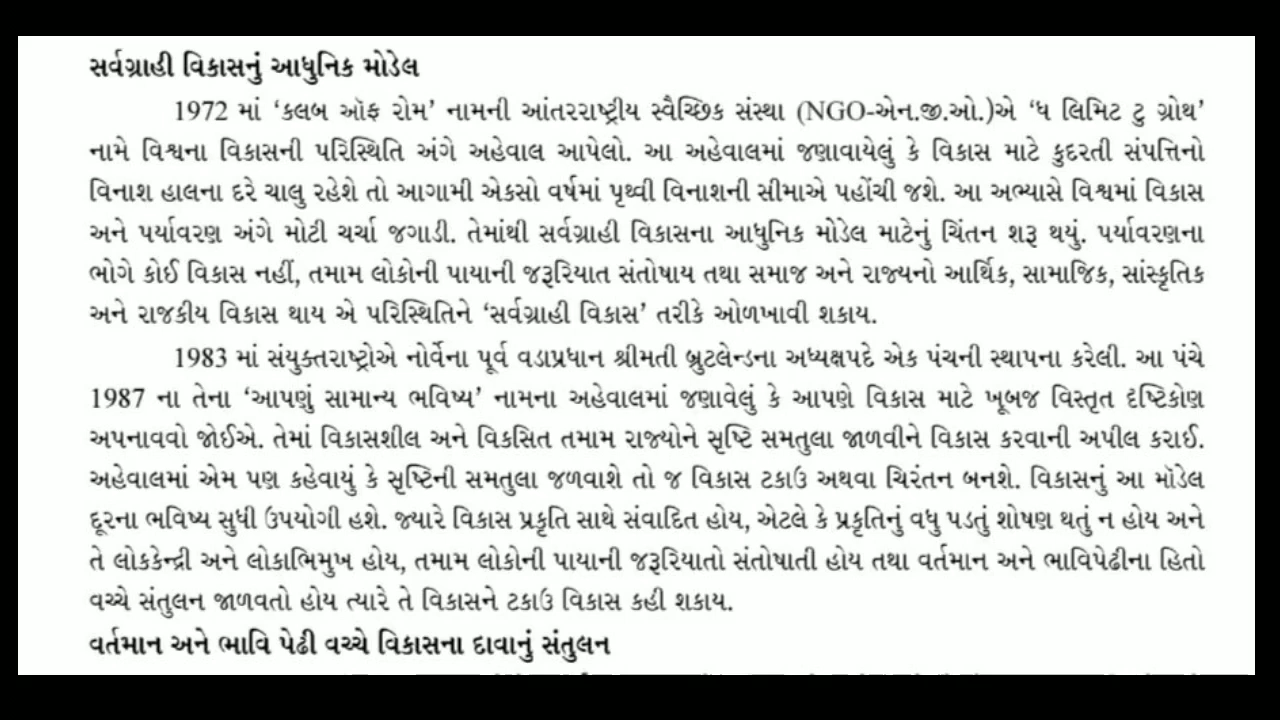 સર્વગ્રાહી વિકાસનું આધુનિક મોડેલ
1972 માં ‘કલબ ઑફ રોમ’ નામની આંતરરાષ્ટ્રીય સ્વૈચ્છિક સંસ્થા (NGO-એન.જી.ઓ.)એ ‘ધ લિમિટ ટુ ગ્રોથ’
નામે વિશ્વના વિકાસની પરિસ્થિતિ અંગે અહેવાલ આપેલો. આ અહેવાલમાં જણાવાયેલું કે વિકાસ માટે કુદરતી સંપત્તિનો
વિનાશ હાલના દરે ચાલુ રહેશે તો આગામી એકસો વર્ષમાં પૃથ્વી વિનાશની સીમાએ પહોંચી જશે. આ અભ્યાસે વિશ્વમાં વિકાસ
અને પર્યાવરણ અંગે મોટી ચર્ચા જગાડી. તેમાંથી સર્વગ્રાહી વિકાસના આધુનિક મોડેલ માટેનું ચિંતન શરૂ થયું. પર્યાવરણના
ભોગે કોઈ વિકાસ નહીં, તમામ લોકોની પાયાની જરૂરિયાત સંતોષાય તથા સમાજ અને રાજ્યનો આર્થિક, સામાજિક, સાંસ્કૃતિક
અને રાજકીય વિકાસ થાય એ પરિસ્થિતિને ‘સર્વગ્રાહી વિકાસ’ તરીકે ઓળખાવી શકાય.
1983 માં સંયુક્તરાષ્ટ્રોએ નોર્વેના પૂર્વ વડાપ્રધાન શ્રીમતી બ્રુટલેન્ડના અધ્યક્ષપદે એક પંચની સ્થાપના કરેલી. આ પંચે
1987 ના તેના ‘આપણું સામાન્ય ભવિષ્ય’ નામના અહેવાલમાં જણાવેલું કે આપણે વિકાસ માટે ખૂબજ વિસ્તૃત દૃષ્ટિકોણ
અપનાવવો જોઈએ. તેમાં વિકાસશીલ અને વિકસિત તમામ રાજ્યોને સૃષ્ટિ સમતુલા જાળવીને વિકાસ કરવાની અપીલ કરાઈ.
અહેવાલમાં એમ પણ કહેવાયું કે સૃષ્ટિની સમતુલા જળવાશે તો જ વિકાસ ટકાઉ અથવા ચિરંતન બનશે. વિકાસનું આ મૉડેલ
દૂરના ભવિષ્ય સુધી ઉપયોગી હશે. જ્યારે વિકાસ પ્રકૃતિ સાથે સંવાદિત હોય, એટલે કે પ્રકૃતિનું વધુ પડતું શોષણ થતું ન હોય અને
તે લોકકેન્દ્રી અને લોકાભિમુખ હોય, તમામ લોકોની પાયાની જરૂરિયાતો સંતોષાતી હોય તથા વર્તમાન અને ભાવિપેઢીના હિતો
વચ્ચે સંતુલન જાળવતો હોય ત્યારે તે વિકાસને ટકાઉ વિકાસ કહી શકાય.
વર્તમાન અને ભાવિ પેઢી વચ્ચે વિકાસના દાવાનું સંતુલન